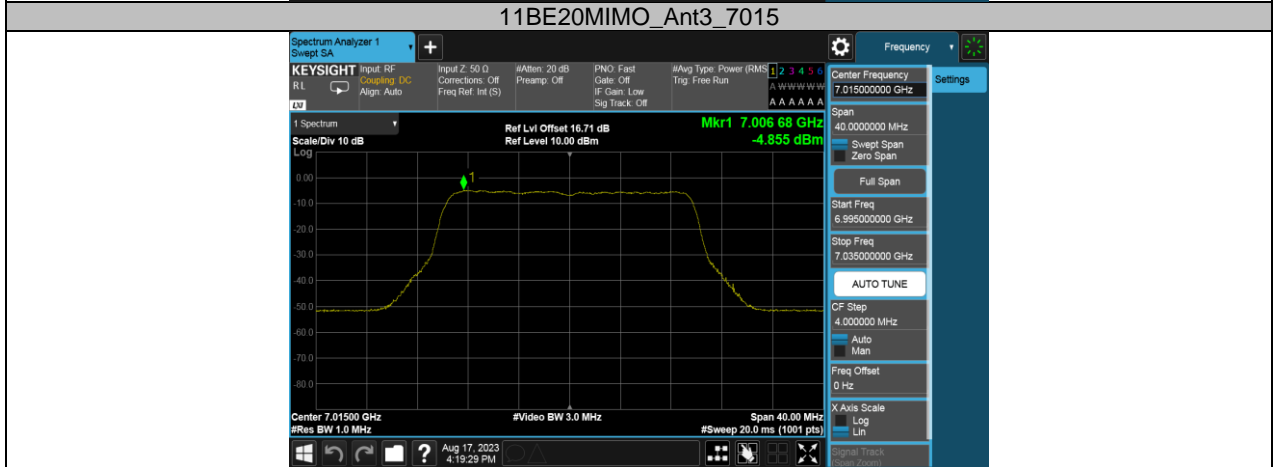 11BE20MIMO_Ant3_7015
Spectrum Analyzer 1
Swept SA
+
Frequency
KEYSIGHT
RL
LXI
Input: RF
Coupling: DC
Align: Auto
Input Z: 50 Ω
Corrections: Off
Freq Ref: Int (S)
#Atten: 20 dB
Preamp: Off
PNO: Fast
Gate: Off
IF Gain: Low
Sig Track: Off
#Avg Type: Power (RMS
Trig: Free Run
1 2 3 4 5 6
A W W W W W
A A A A A A
Center Frequency
7.015000000 GHz
Settings
1 Spectrum
Scale/Div 10 dB
Log
Ref Lvl Offset 16.71 dB
Ref Level 10.00 dBm
Mkr1 7.006 68 GHz
-4.855 dBm
Span
40.0000000 MHz
Swept Span
Zero Span
Full Span
Start Freq
6.995000000 GHz
Stop Freq
7.035000000 GHz
AUTO TUNE
CF Step
4.000000 MHz
Auto
Man
Freq Offset
0 Hz
X Axis Scale
Log
Lin
Signal Track
(Span Zoom)
1
0.00
-10.0
-20.0
-30.0
-40.0
-50.0
-60.0
-70.0
-80.0
Center 7.01500 GHz
#Res BW 1.0 MHz
#Video BW 3.0 MHz
Span 40.00 MHz
#Sweep 20.0 ms (1001 pts)
?
Aug 17, 2023
4:19:29 PM